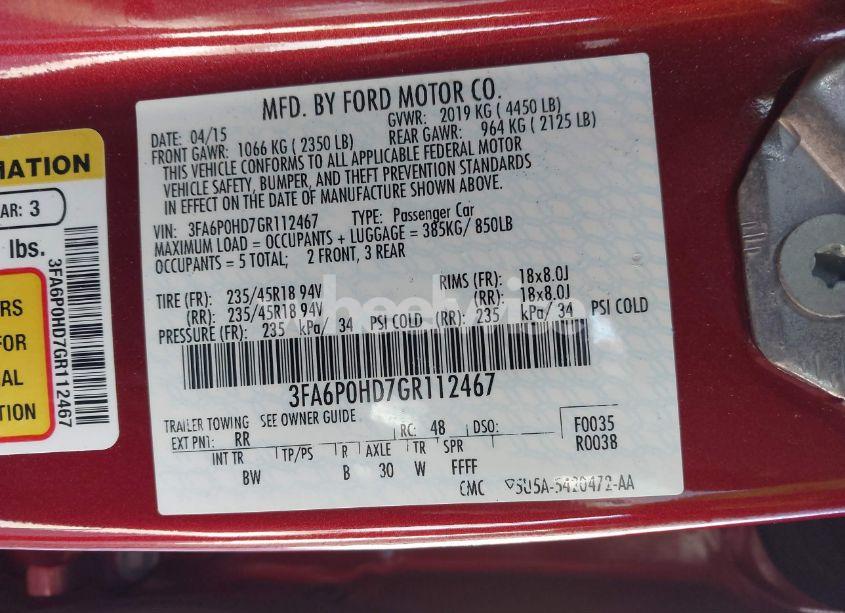 MFD. BY FORD MOTOR CO.
DATE: 04/15 GVWR: 2019 KG ( 4450 LB)
FRONT GAWR: 1066 KG ( 2350 LB) REAR GAWR: 964 KG ( 2125 LB)
THIS VEHICLE CONFORMS TO ALL APPLICABLE FEDERAL MOTOR
VEHICLE SAFETY, BUMPER, AND THEFT PREVENTION STANDARDS
IN EFFECT ON THE DATE OF MANUFACTURE SHOWN ABOVE.
VIN: 3FA6P0HD7GR112467 TYPE: Passenger Car
MAXIMUM LOAD = OCCUPANTS + LUGGAGE = 385KG/ 850LB
OCCUPANTS = 5 TOTAL; 2 FRONT, 3 REAR
TIRE (FR): 235/45R18 94V RIMS (FR): 18x8.0J
(RR): 235/45R18 94V (RR): 18x8.0J
PRESSURE (FR): 235 kPa/ 34 PSI COLD (RR): 235 kPa/ 34 PSI COLD
3FA6P0HD7GR112467
TRAILER TOWING SEE OWNER GUIDE
EXT PNT: RR RC: 48 DSO: F0035
R0038
INT TR TP/PS R AXLE TR SPR
BW B 30 W FFFF
CMC 5U5A-5420472-AA
MATION
AR: 3
lbs.
RS
FOR
AL
ION
3FA6P0HD7GR112467